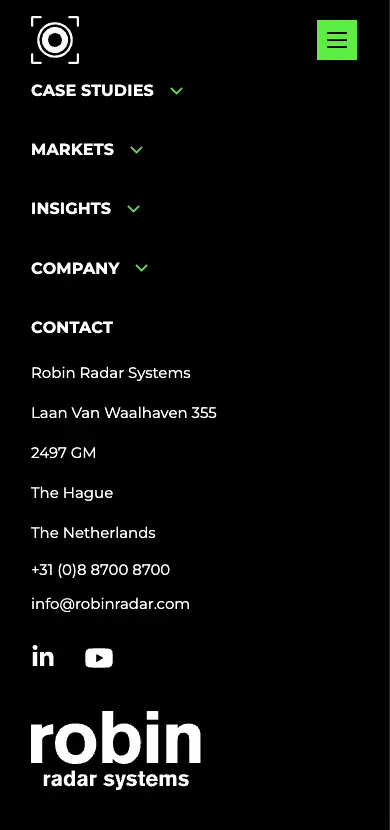 CASE STUDIES
MARKETS
INSIGHTS
COMPANY
CONTACT
Robin Radar Systems
Laan Van Waalhaven 355
2497 GM
The Hague
The Netherlands
+31 (0)8 8700 8700
info@robinradar.com
in
robin
radar systems